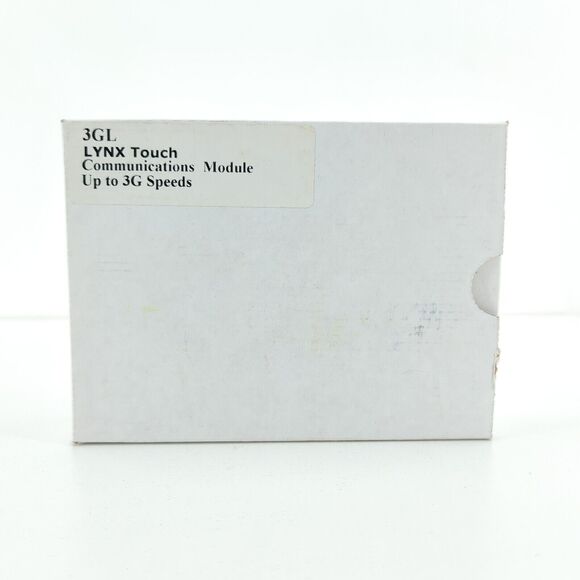 3GL
LYNX Touch
Communications Module
Up to 3G Speeds